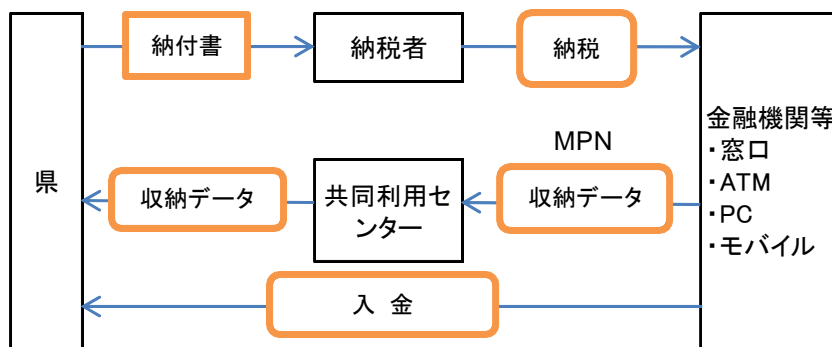 納付書
納税者
納税
県
金融機関等
・窓口
・ATM
・PC
・モバイル
MPN
収納データ
共同利用セ
ンター
収納データ
入 金